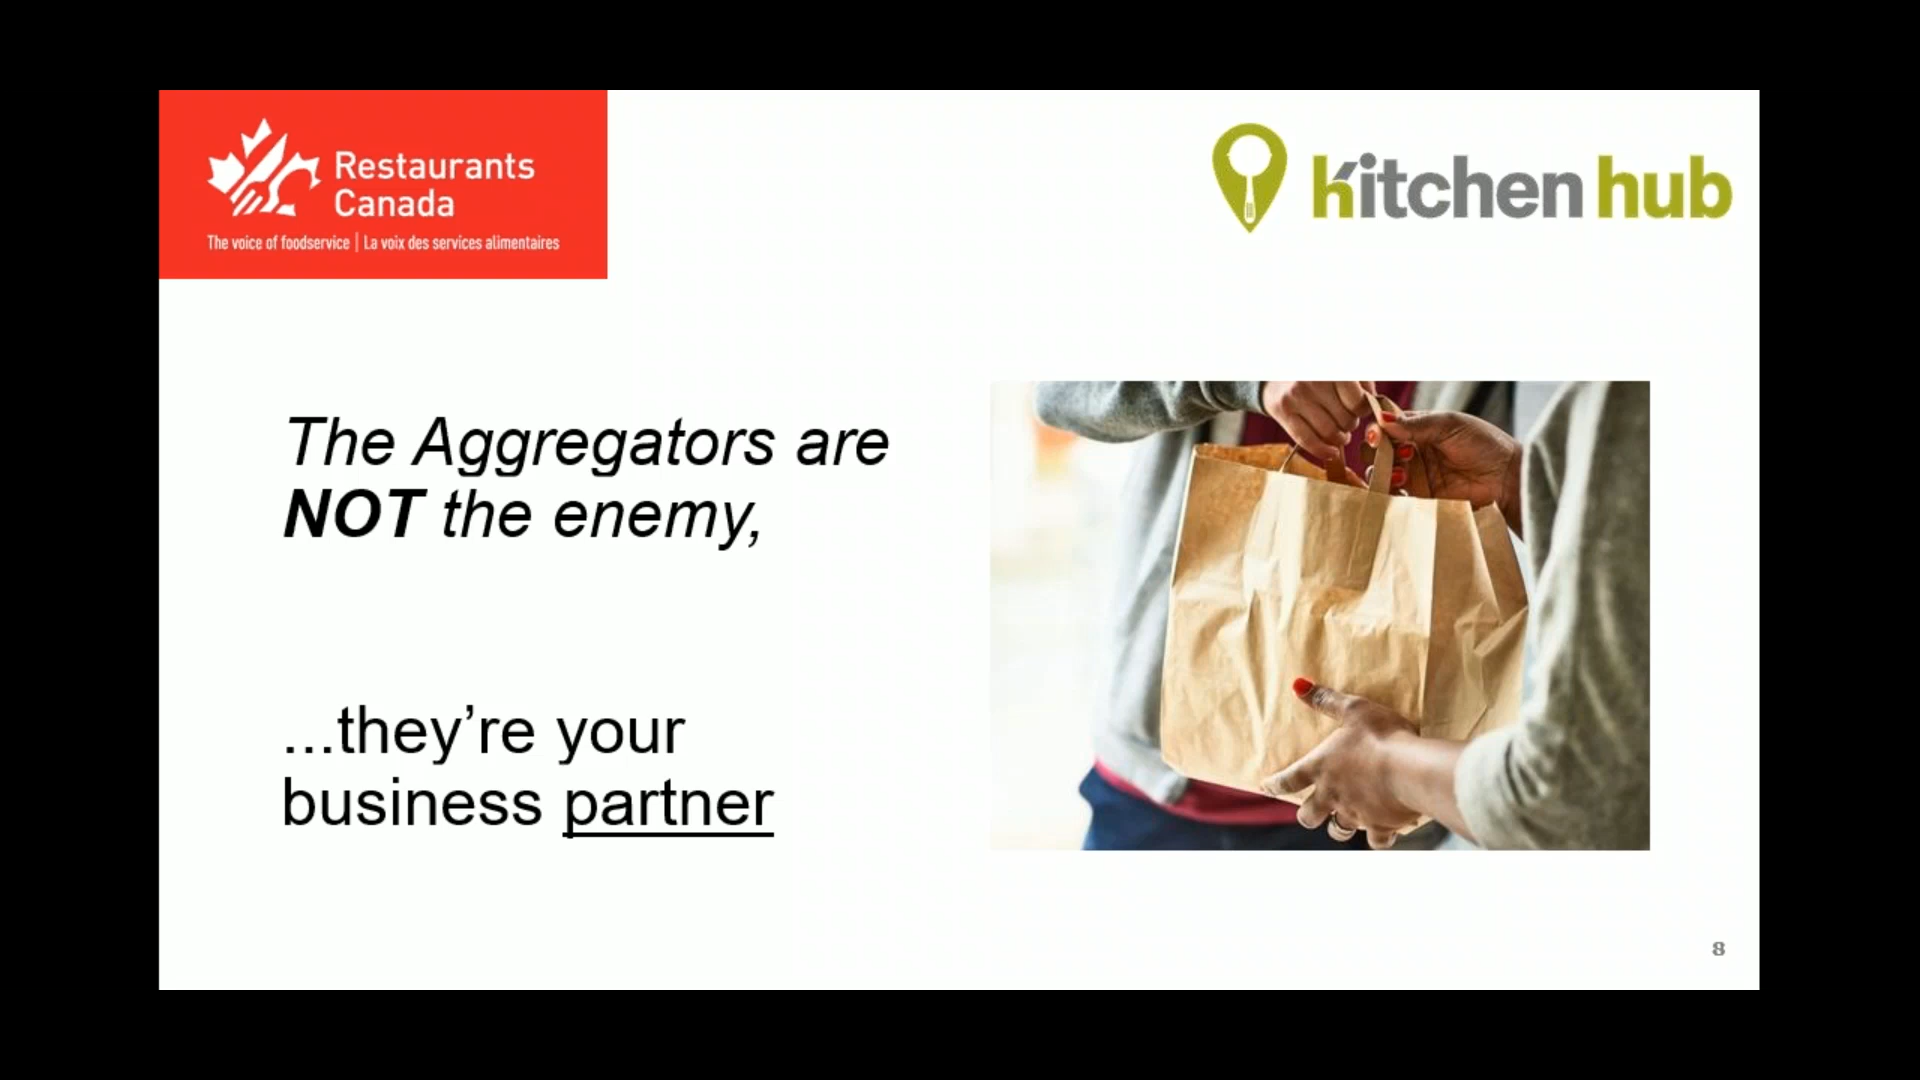 Restaurants
Canada
The voice of foodservice | La voix des services alimentaires
kitchen hub
The Aggregators are
NOT the enemy,
...they're your
business partner
8